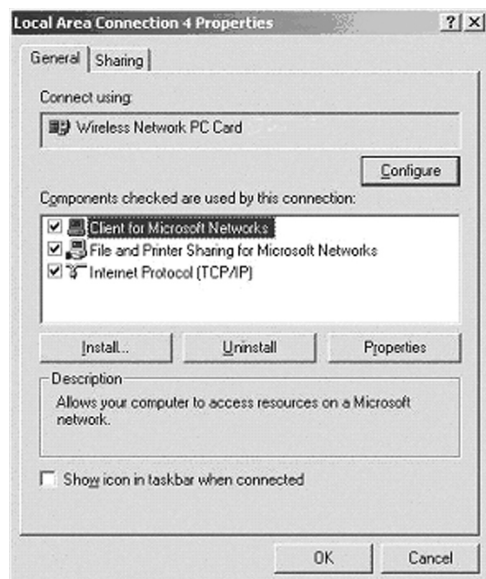 Local Area Connection 4 Properties
General
Sharing
Connect using:
Wireless Network PC Card
Configure
Components checked are used by this connection:
Client for Microsoft Networks
File and Printer Sharing for Microsoft Networks
Internet Protocol (TCP/IP)
Install...
Uninstall
Properties
Description
Allows your computer to access resources on a Microsoft
network.
Show icon in taskbar when connected
OK
Cancel